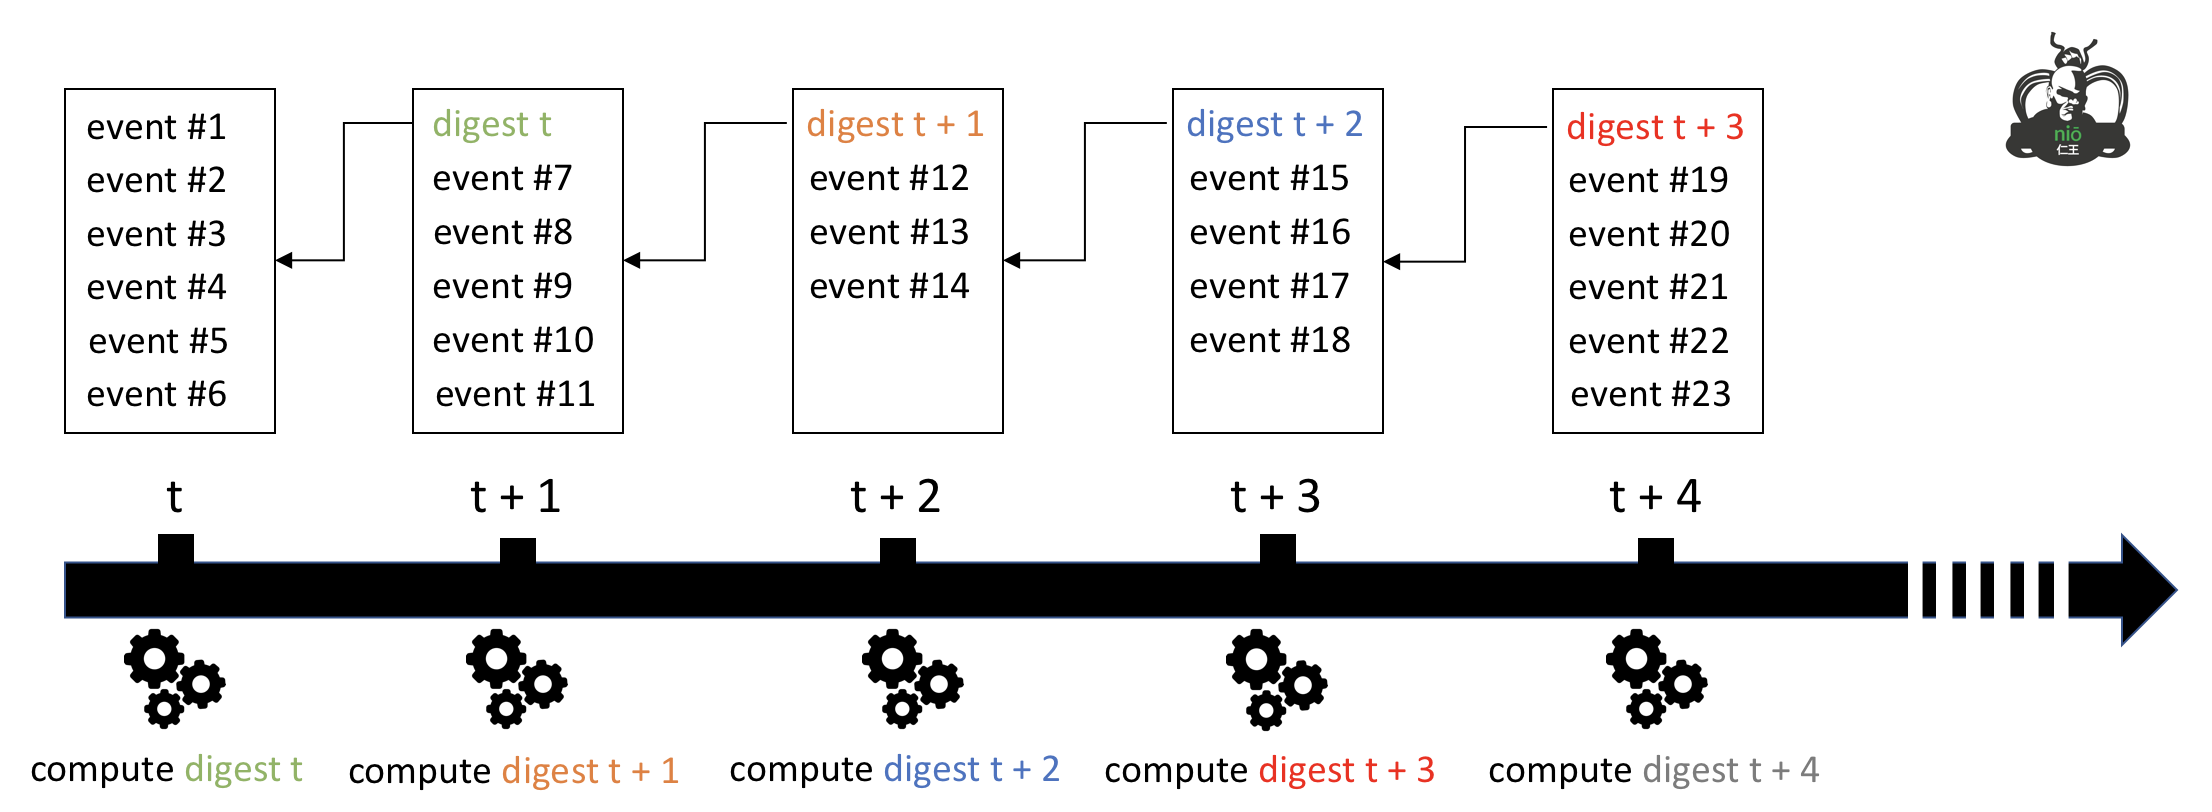 event #1
event #2
event #3
event #4
event #5
event #6
digest t
event #7
event #8
event #9
event #10
event #11
digest t + 1
event #12
event #13
event #14
digest t + 2
event #15
event #16
event #17
event #18
digest t + 3
event #19
event #20
event #21
event #22
event #23
niō
仁王
t
t + 1
t + 2
t + 3
t + 4
compute digest t
compute digest t + 1
compute digest t + 2
compute digest t + 3
compute digest t + 4